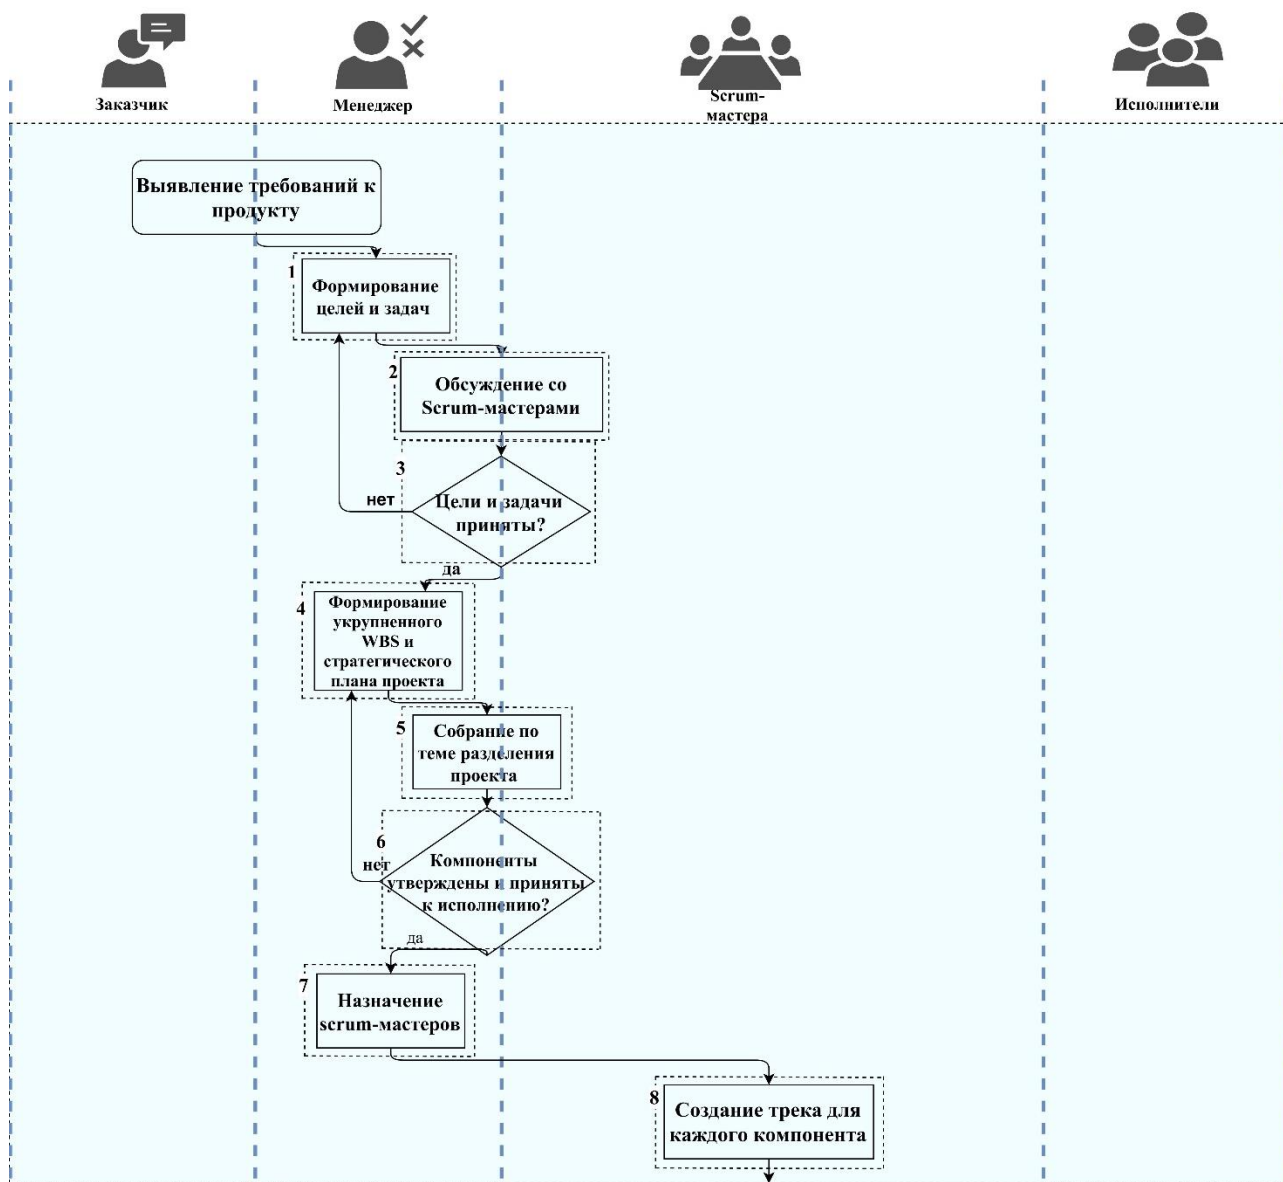 Заказчик
Менеджер
Scrum-
мастера
Исполнители
Выявление требований к
продукту
1
Формирование
целей и задач
2
Обсуждение со
Scrum-мастерами
3
нет
Цели и задачи
приняты?
да
4
Формирование
укрупненного
WBS и
стратегического
плана проекта
5
Собрание по
теме разделения
проекта
6
нет
Компоненты
утверждены и приняты
к исполнению?
да
7
Назначение
scrum-мастеров
8
Создание трека для
каждого компонента